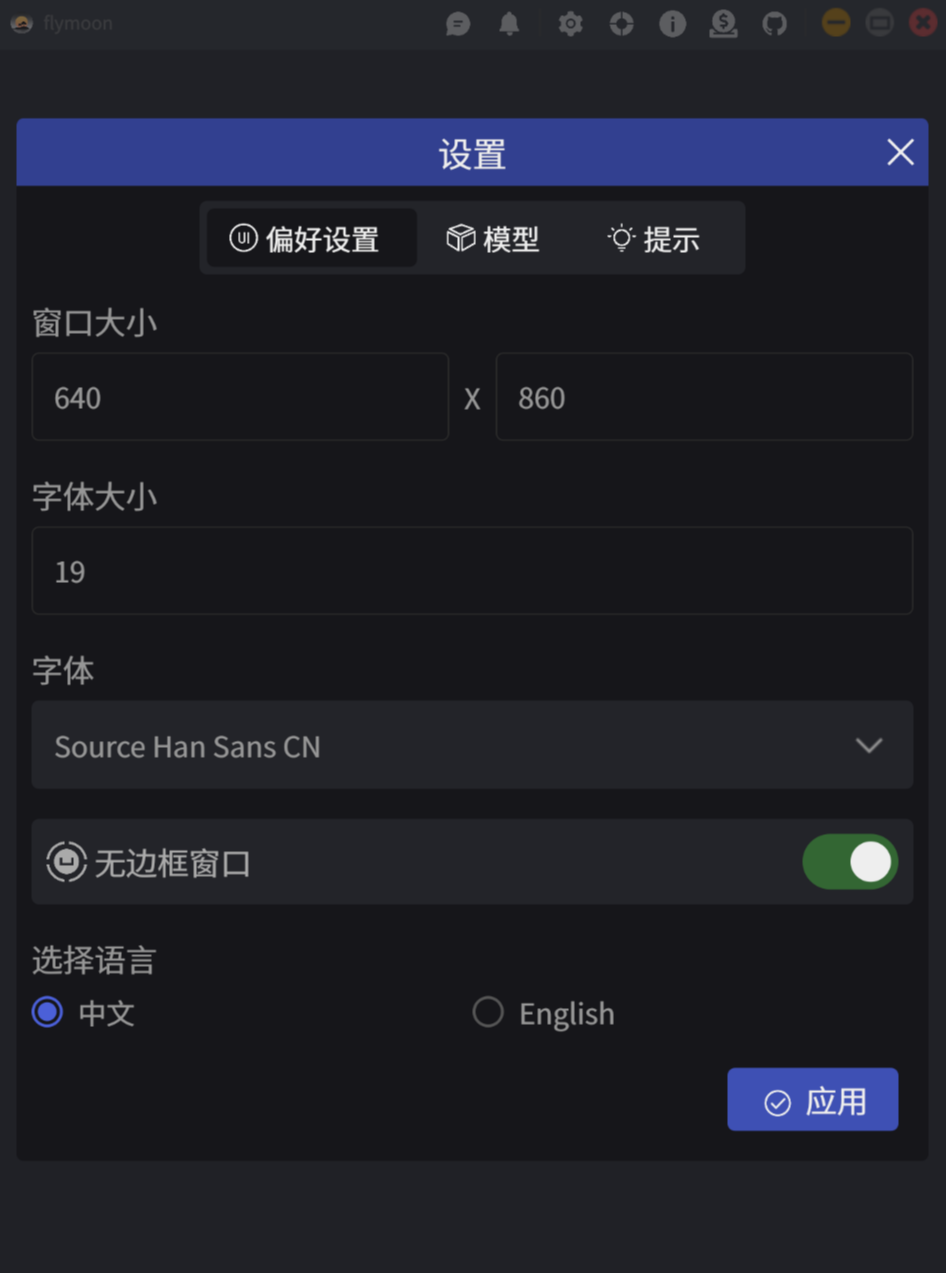 flymoon
设置
UI 偏好设置 模型 提示
窗口大小
640 X 860
字体大小
19
字体
Source Han Sans CN
无边框窗口
选择语言
中文 English
应用